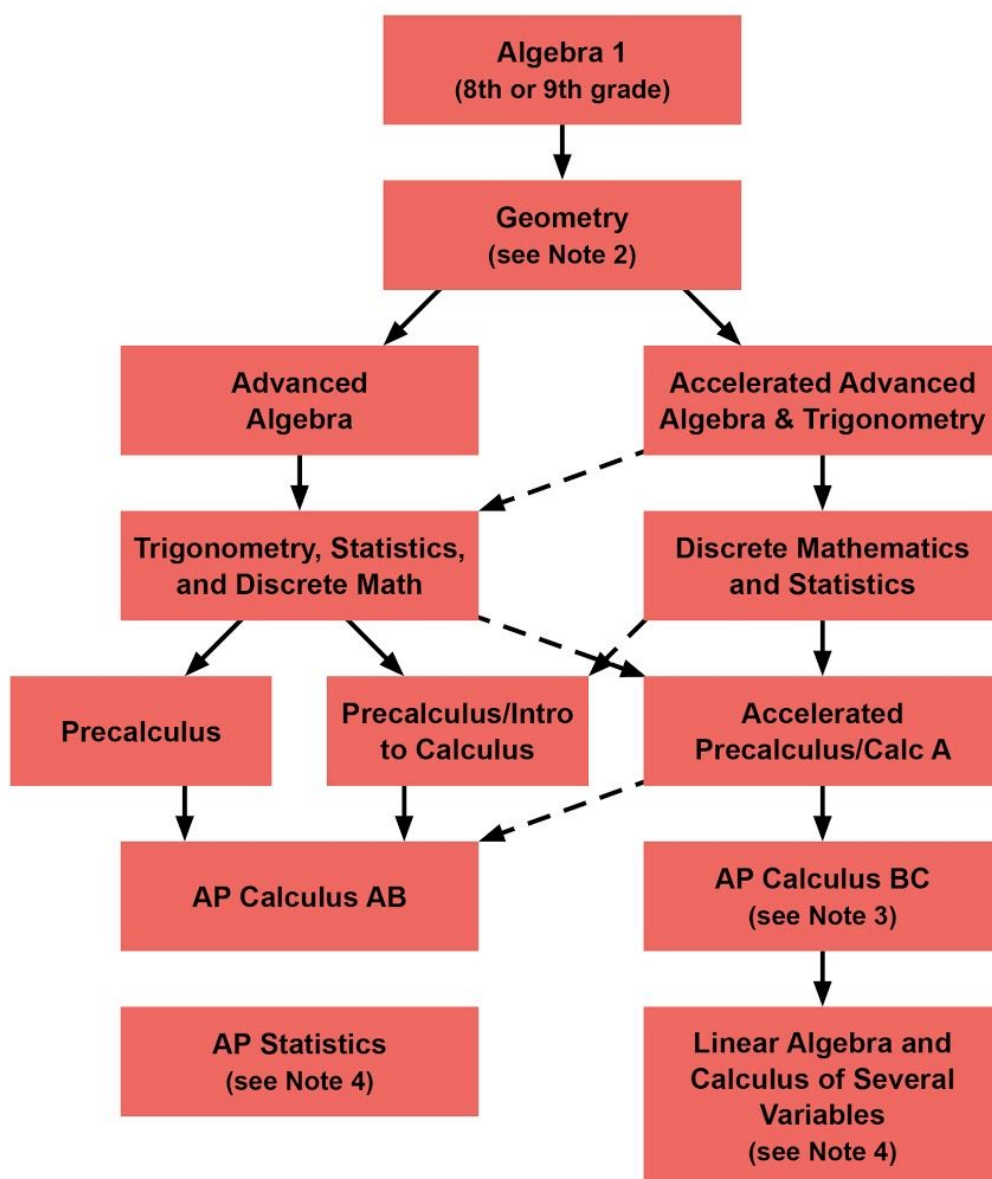 Algebra 1
(8th or 9th grade)
Geometry
(see Note 2)
Advanced
Algebra
Accelerated Advanced
Algebra & Trigonometry
Trigonometry, Statistics,
and Discrete Math
Discrete Mathematics
and Statistics
Precalculus
Precalculus/Intro
to Calculus
Accelerated
Precalculus/Calc A
AP Calculus AB
AP Calculus BC
(see Note 3)
AP Statistics
(see Note 4)
Linear Algebra and
Calculus of Several
Variables
(see Note 4)